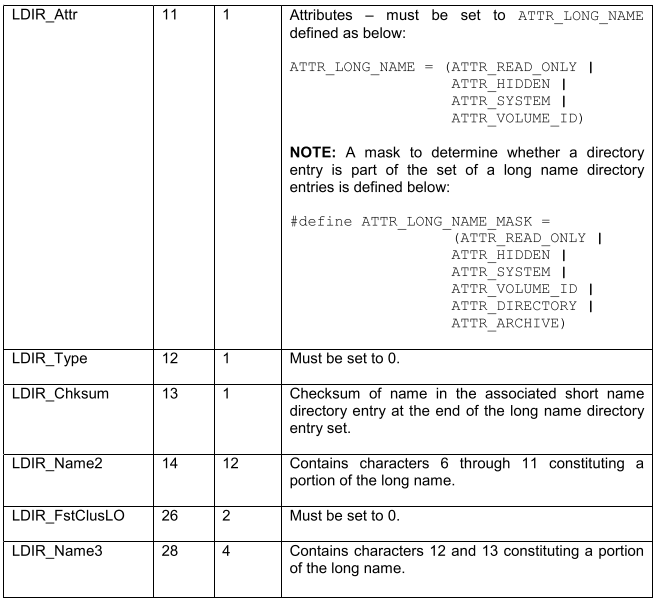 LDIR_Attr 11 1 Attributes – must be set to ATTR_LONG_NAME
defined as below:
ATTR_LONG_NAME = (ATTR_READ_ONLY |
ATTR_HIDDEN |
ATTR_SYSTEM |
ATTR_VOLUME_ID)
NOTE: A mask to determine whether a directory
entry is part of the set of a long name directory
entries is defined below:
#define ATTR_LONG_NAME_MASK =
(ATTR_READ_ONLY |
ATTR_HIDDEN |
ATTR_SYSTEM |
ATTR_VOLUME_ID |
ATTR_DIRECTORY |
ATTR_ARCHIVE)
LDIR_Type 12 1 Must be set to 0.
LDIR_Chksum 13 1 Checksum of name in the associated short name
directory entry at the end of the long name directory
entry set.
LDIR_Name2 14 12 Contains characters 6 through 11 constituting a
portion of the long name.
LDIR_FstClusLO 26 2 Must be set to 0.
LDIR_Name3 28 4 Contains characters 12 and 13 constituting a portion
of the long name.